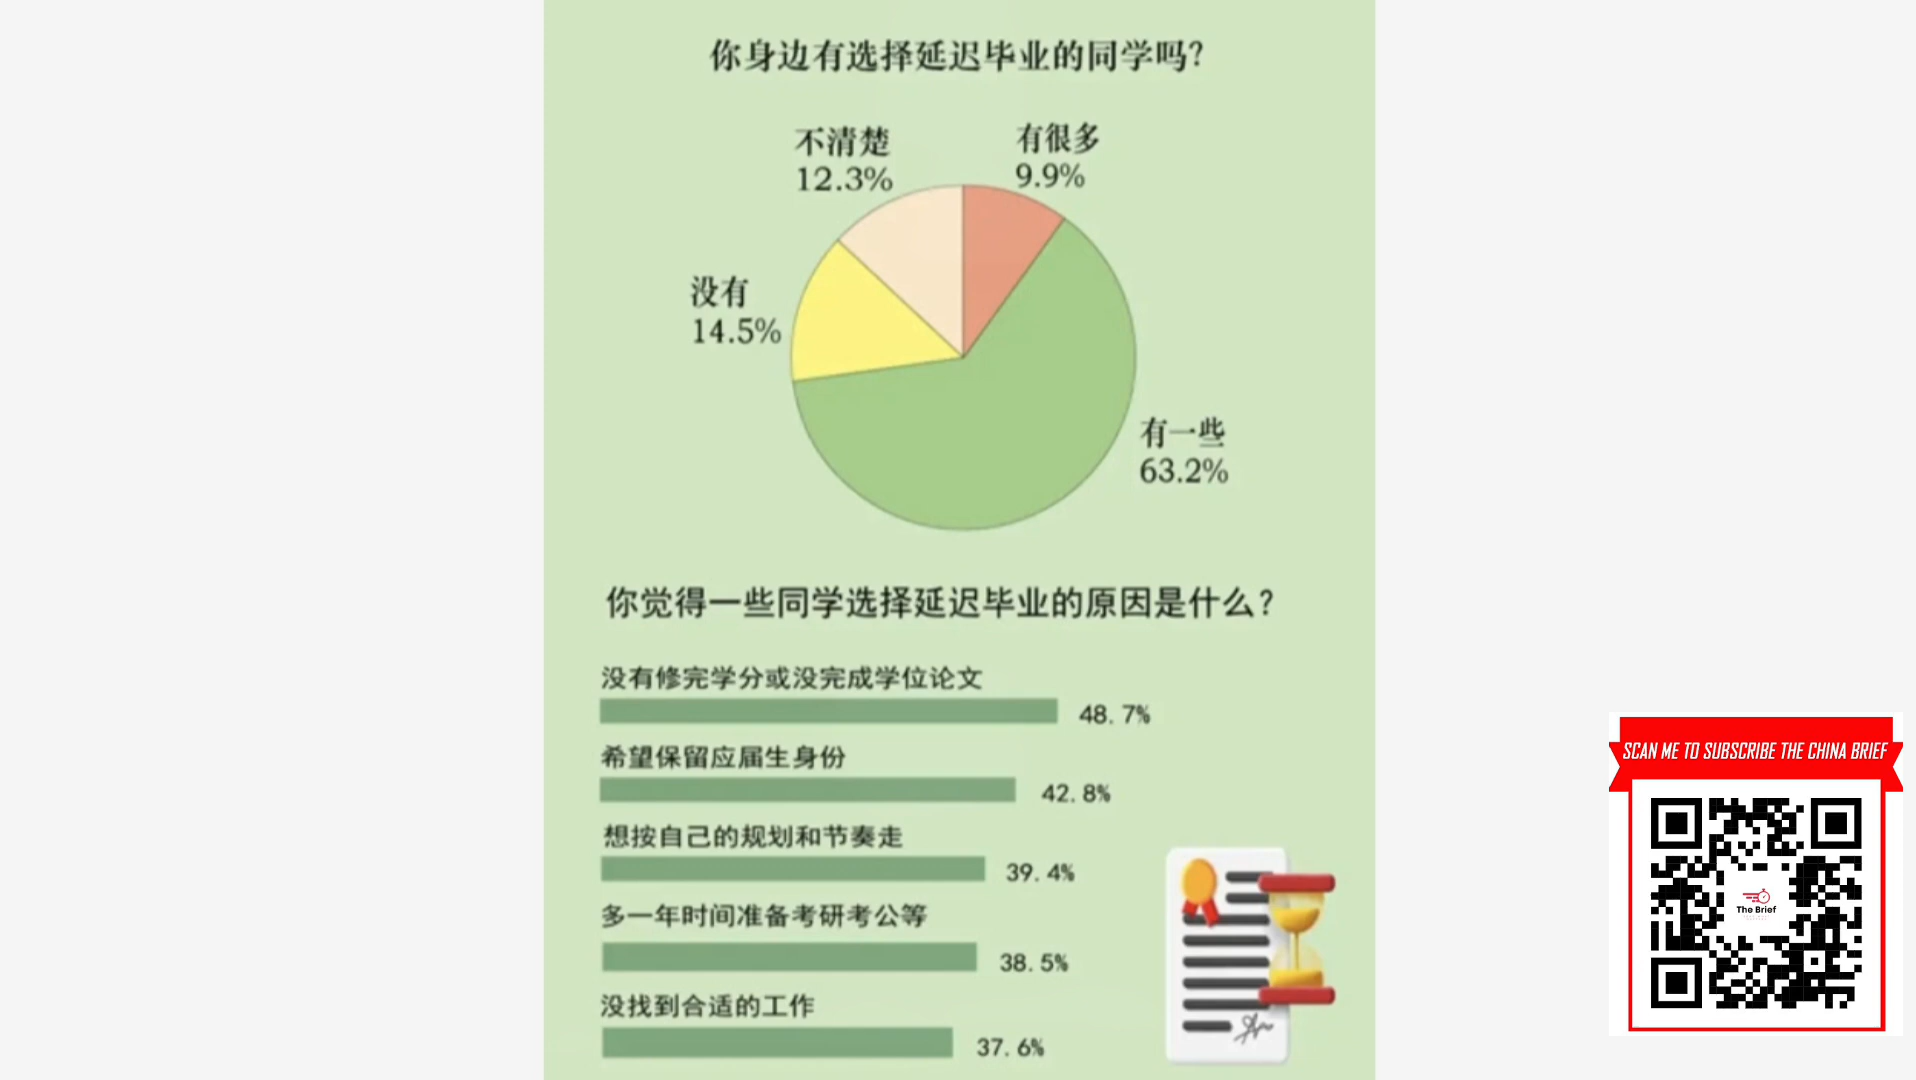 你身边有选择延迟毕业的同学吗？
不清楚
12.3%
有很多
9.9%
没有
14.5%
有一些
63.2%
你觉得一些同学选择延迟毕业的原因是什么？
没有修完学分或没完成学位论文
48.7%
希望保留应届生身份
42.8%
想按自己的规划和节奏走
39.4%
多一年时间准备考研考公等
38.5%
没找到合适的工作
37.6%
SCAN ME TO SUBSCRIBE THE CHINA BRIEF
The Brief